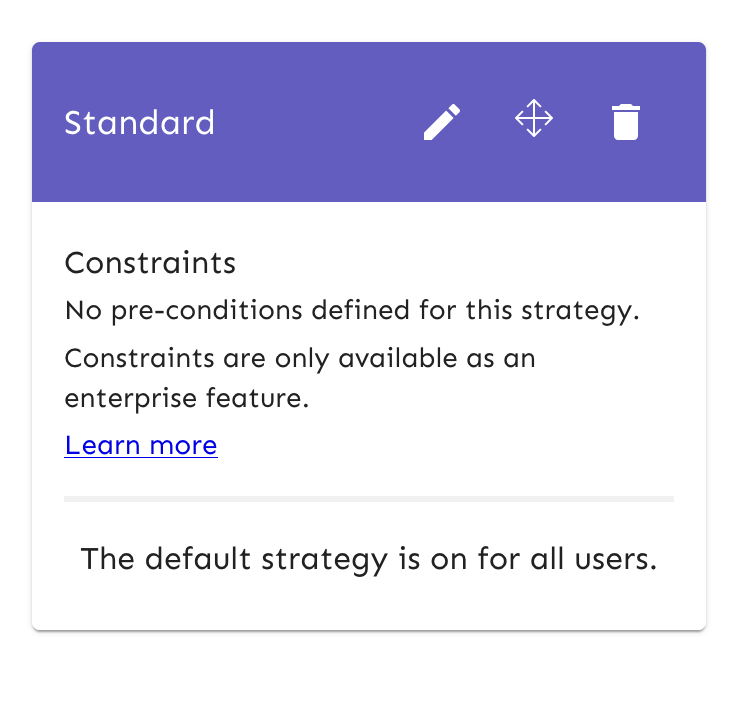 Standard
Constraints
No pre-conditions defined for this strategy.
Constraints are only available as an
enterprise feature.
Learn more
The default strategy is on for all users.